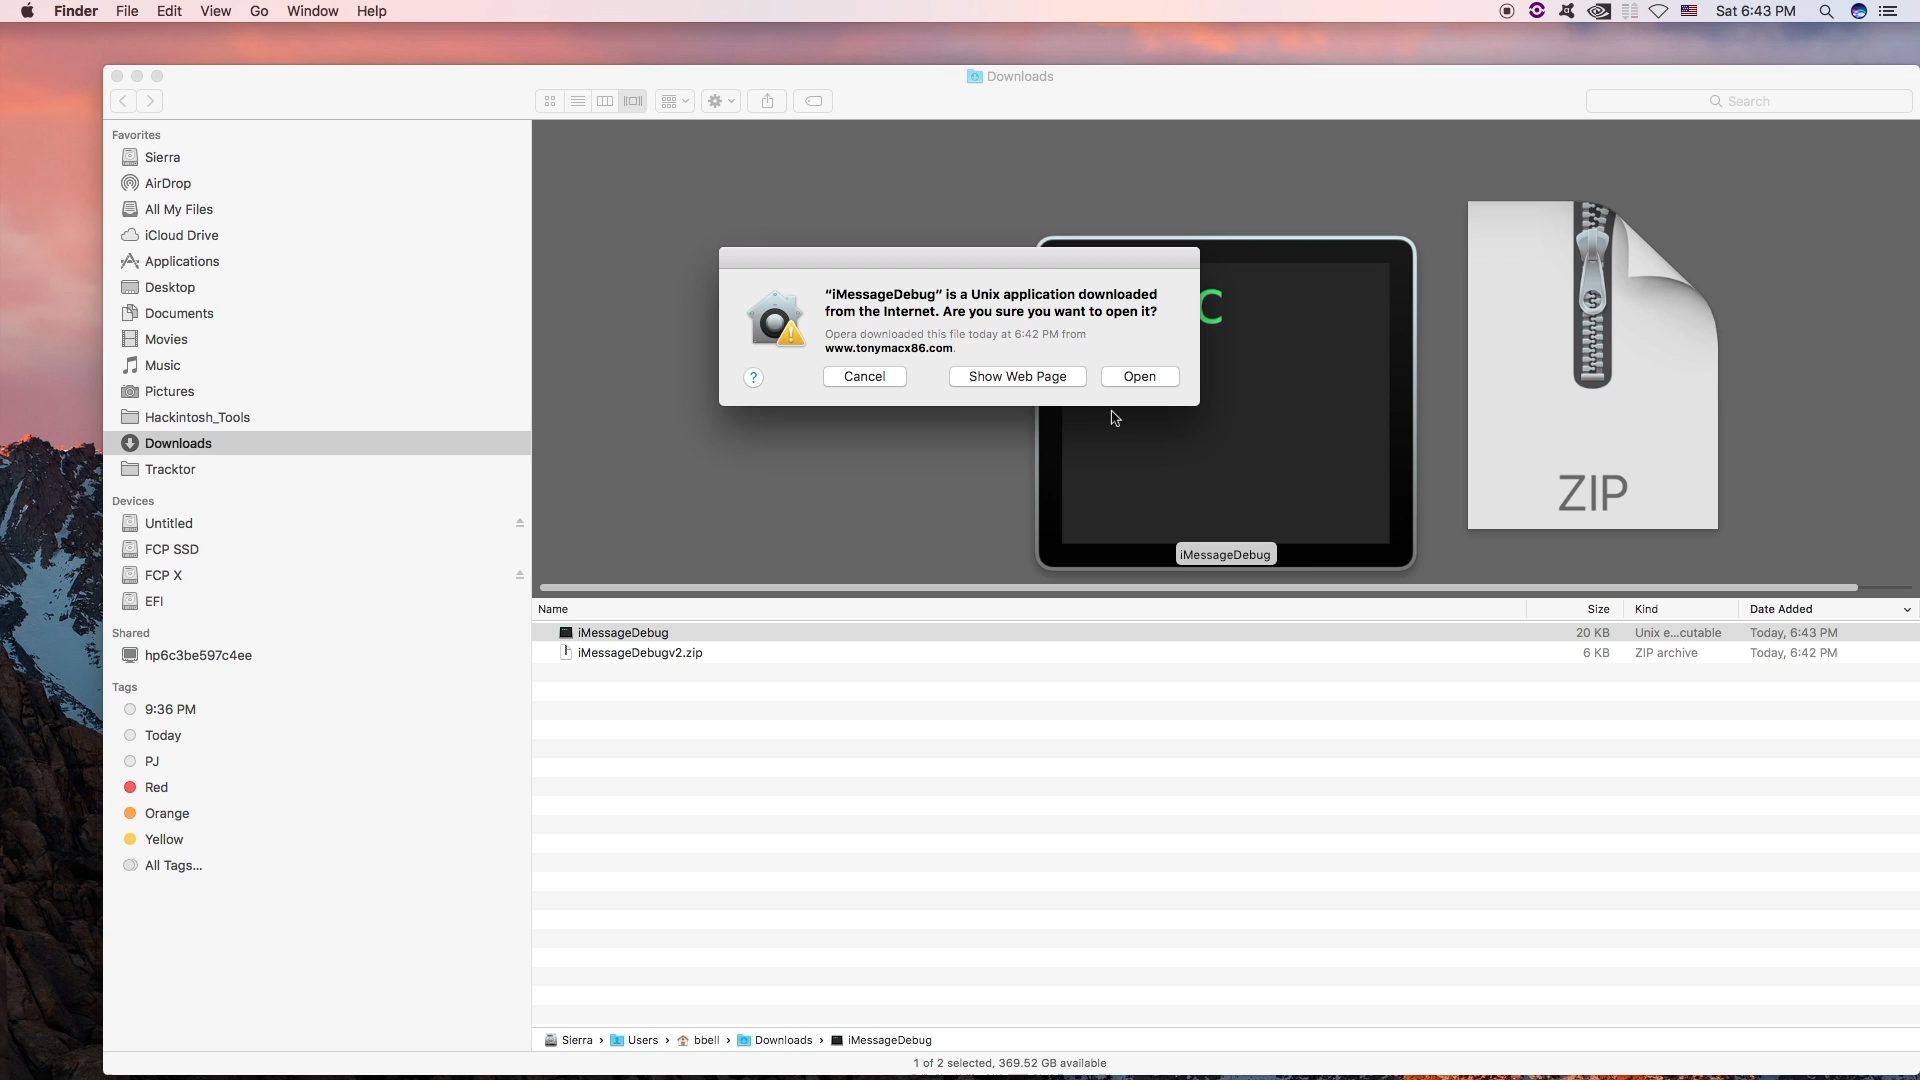 Finder File Edit View Go Window Help
Sat 6:43 PM
Downloads
Search
Favorites
Sierra
AirDrop
All My Files
iCloud Drive
Applications
Desktop
Documents
Movies
Music
Pictures
Hackintosh_Tools
Downloads
Tracktor
Devices
Untitled
FCP SSD
FCP X
EFI
Shared
hp6c3be597c4ee
Tags
9:36 PM
Today
PJ
Red
Orange
Yellow
All Tags...
“iMessageDebug” is a Unix application downloaded
from the Internet. Are you sure you want to open it?
Opera downloaded this file today at 6:42 PM from
www.tonymacx86.com.
? Cancel Show Web Page Open
C
iMessageDebug
ZIP
Name Size Kind Date Added
iMessageDebug 20 KB Unix e...cutable Today, 6:43 PM
iMessageDebugv2.zip 6 KB ZIP archive Today, 6:42 PM
Sierra › Users › bbell › Downloads › iMessageDebug
1 of 2 selected, 369.52 GB available